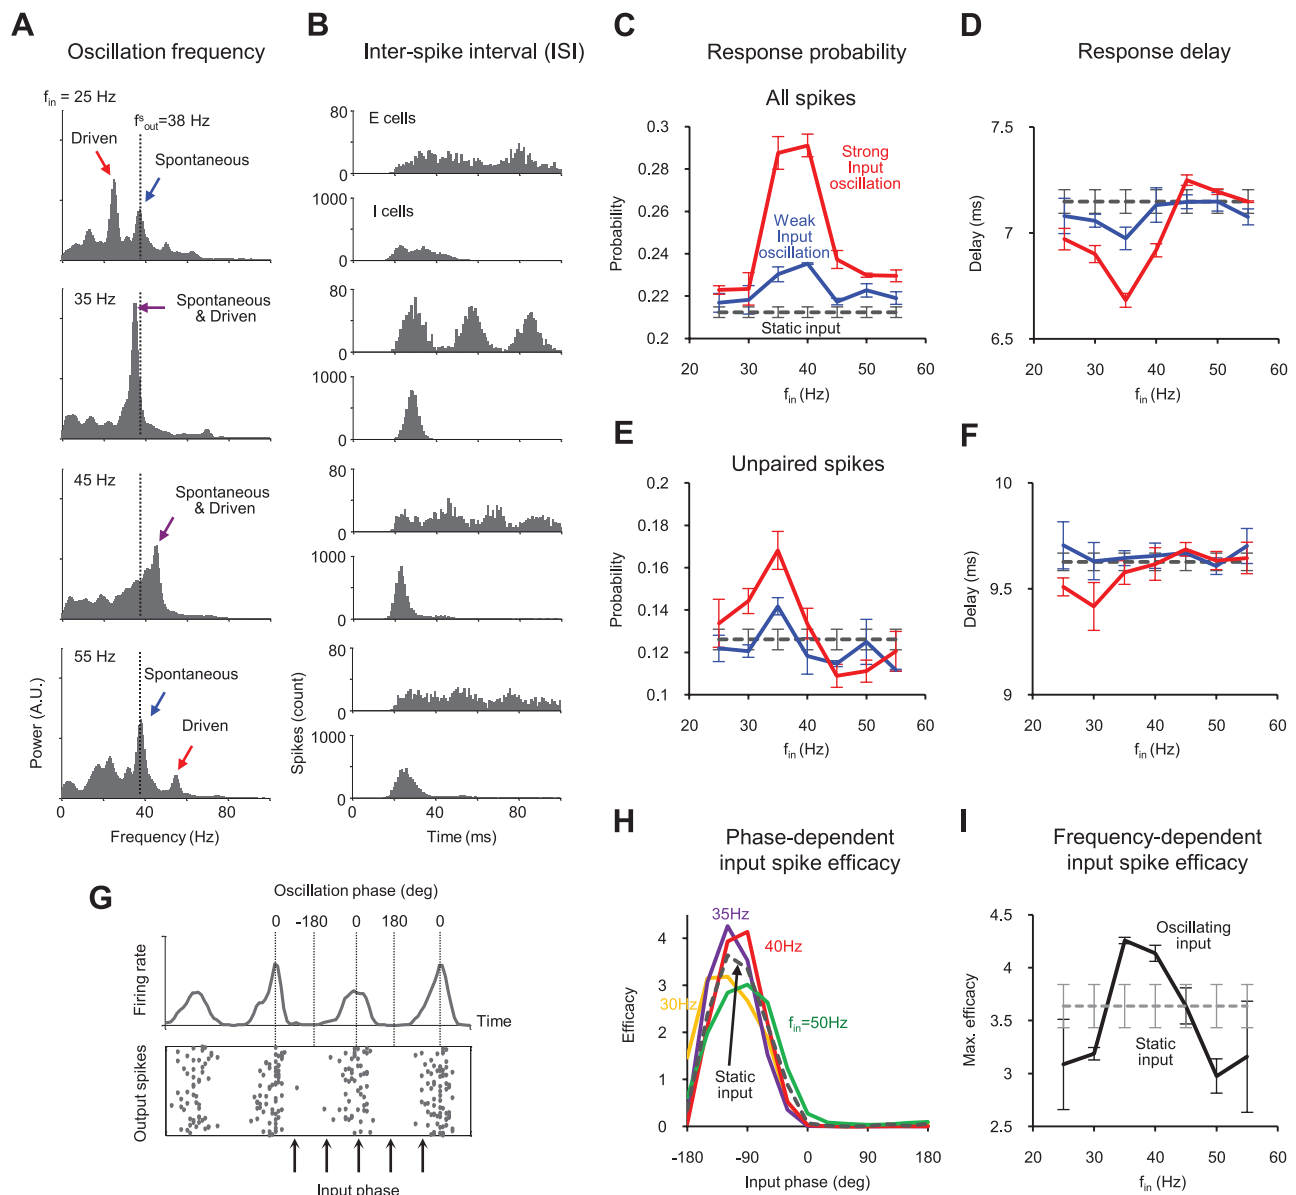 A
Oscillation frequency
f_in = 25 Hz
f^s_out=38 Hz
Driven
Spontaneous
35 Hz
Spontaneous
& Driven
45 Hz
Spontaneous
& Driven
55 Hz
Spontaneous
Driven
Power (A.U.)
0 40 80
Frequency (Hz)
B
Inter-spike interval (ISI)
80
E cells
0
1000
I cells
0
80
0
1000
0
80
0
1000
0
80
0
1000
0
Spikes (count)
0 40 80
Time (ms)
C
Response probability
All spikes
0.3
0.28
0.26
0.24
0.22
0.2
Probability
Strong
Input
oscillation
Weak
Input
oscillation
Static input
20 30 40 50 60
f_in (Hz)
D
Response delay
7.5
7
6.5
Delay (ms)
20 30 40 50 60
f_in (Hz)
E
Unpaired spikes
0.2
0.18
0.16
0.14
0.12
0.1
Probability
20 30 40 50 60
f_in (Hz)
F
10
9.5
9
Delay (ms)
20 30 40 50 60
f_in (Hz)
G
Oscillation phase (deg)
0 -180 0 180 0
Firing rate
Time
Output spikes
Input phase
H
Phase-dependent
input spike efficacy
35Hz
40Hz
30Hz
f_in=50Hz
Static
input
4
3
2
1
0
Efficacy
-180 -90 0 90 180
Input phase (deg)
I
Frequency-dependent
input spike efficacy
4.5
4
3.5
3
2.5
Max. efficacy
Oscillating
input
Static
input
20 30 40 50 60
f_in (Hz)